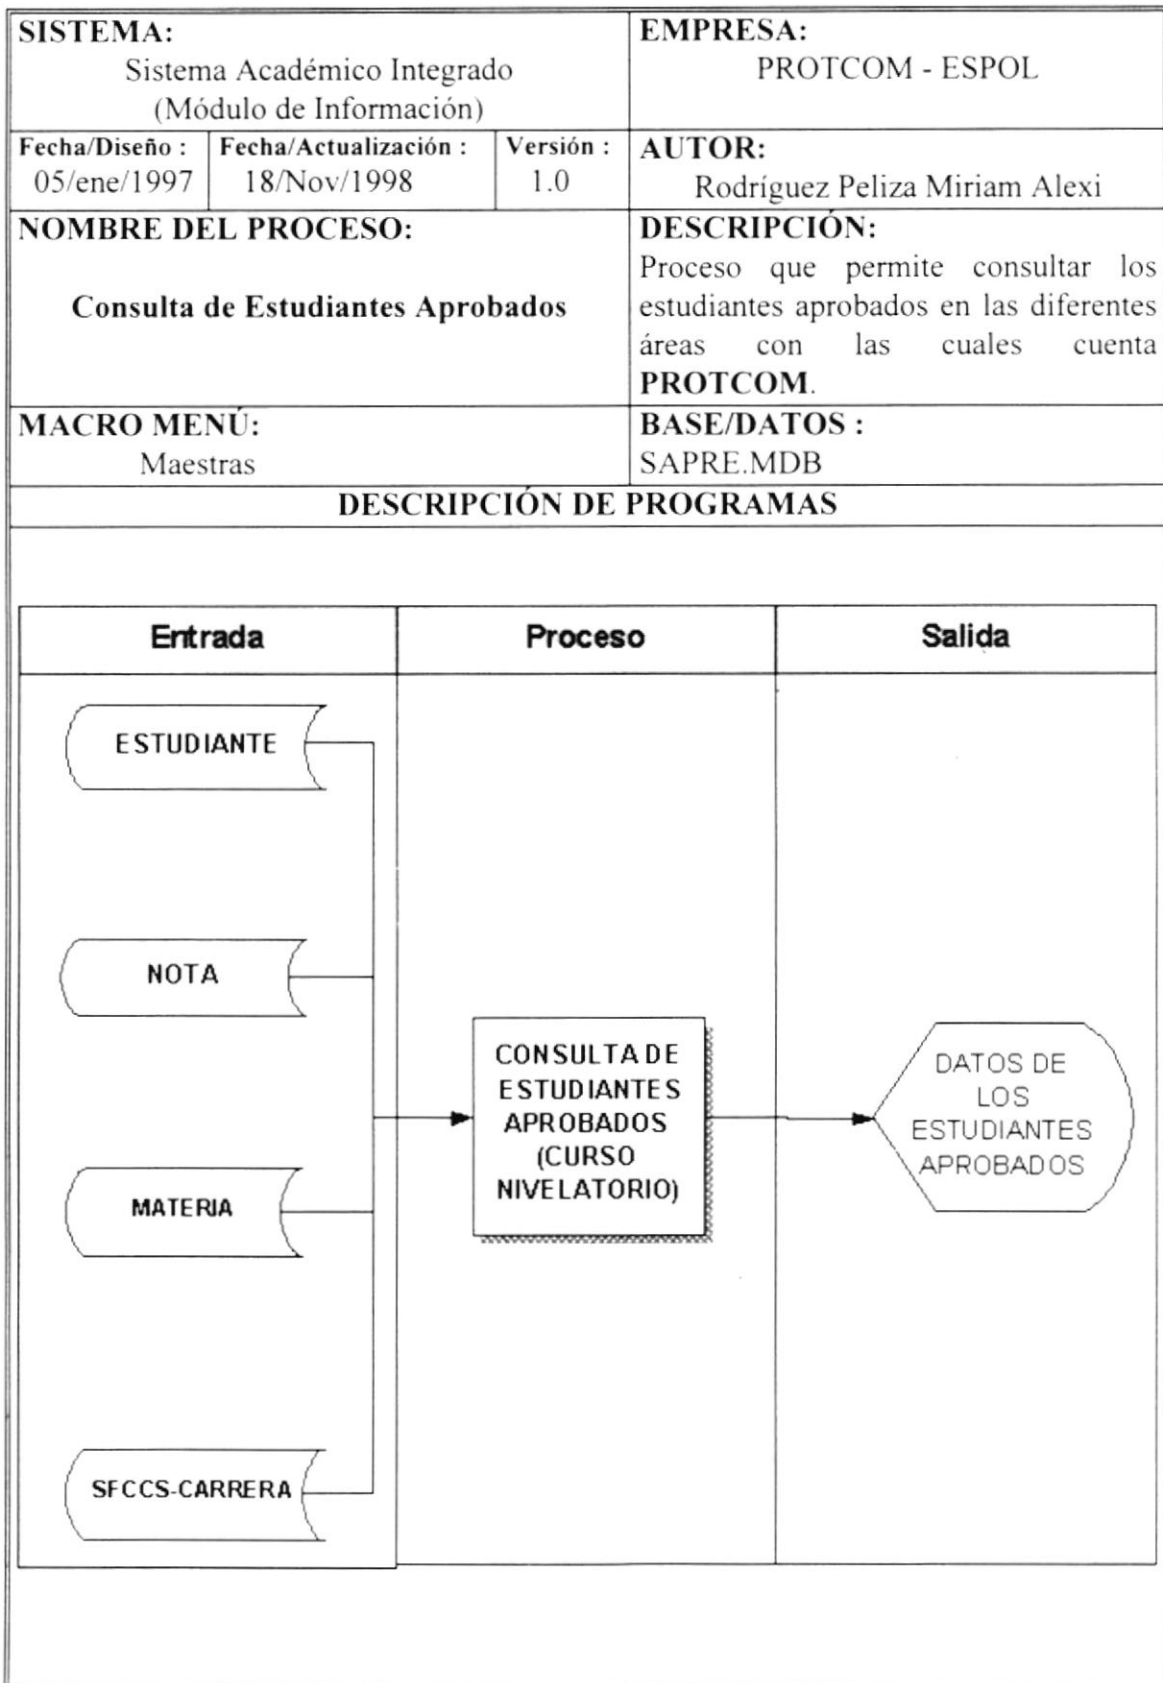 SISTEMA:
Sistema Académico Integrado
(Módulo de Información)
EMPRESA:
PROTCOM - ESPOL
Fecha/Diseño :
05/ene/1997
Fecha/Actualización :
18/Nov/1998
Versión :
1.0
AUTOR:
Rodríguez Peliza Miriam Alexi
NOMBRE DEL PROCESO:
Consulta de Estudiantes Aprobados
DESCRIPCIÓN:
Proceso que permite consultar los
estudiantes aprobados en las diferentes
áreas con las cuales cuenta
PROTCOM.
MACRO MENÚ:
Maestras
BASE/DATOS :
SAPRE.MDB
DESCRIPCIÓN DE PROGRAMAS
Entrada
Proceso
Salida
ESTUDIANTE
NOTA
MATERIA
SFCCS-CARRERA
CONSULTA DE
ESTUDIANTES
APROBADOS
(CURSO
NIVELATORIO)
DATOS DE
LOS
ESTUDIANTES
APROBADOS